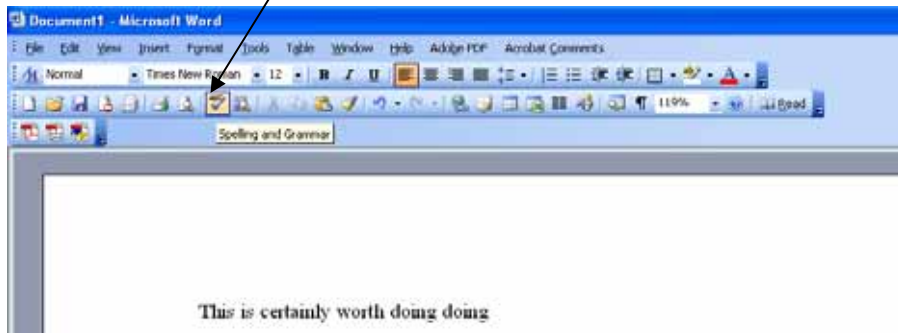 Document1 - Microsoft Word
File Edit View Insert Format Tools Table Window Help Adobe PDF Acrobat Comments
Normal Times New Roman 12 B I U A
ABC ¶ 119% Read
Spelling and Grammar
This is certainly worth doing doing